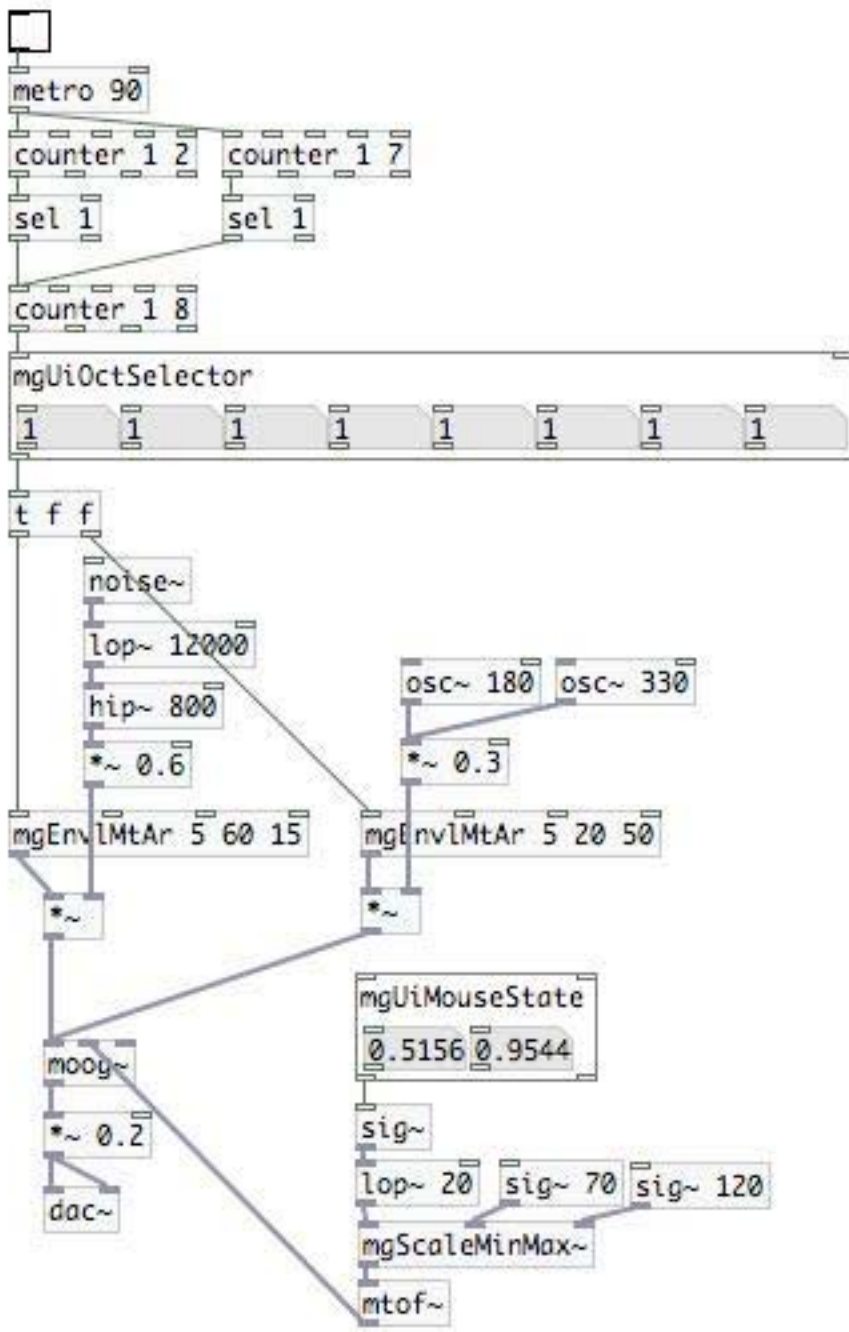 metro 90
counter 1 2 counter 1 7
sel 1 sel 1
counter 1 8
mgUiOctSelector
1 1 1 1 1 1 1 1
t f f
noise~
lop~ 12000
osc~ 180 osc~ 330
hip~ 800
*~ 0.6 *~ 0.3
mgEnvlMtAr 5 60 15 mgEnvlMtAr 5 20 50
*~ *~
mgUiMouseState
moog~ 0.5156 0.9544
*~ 0.2 sig~
lop~ 20 sig~ 70 sig~ 120
dac~
mgScaleMinMax~
mtof~